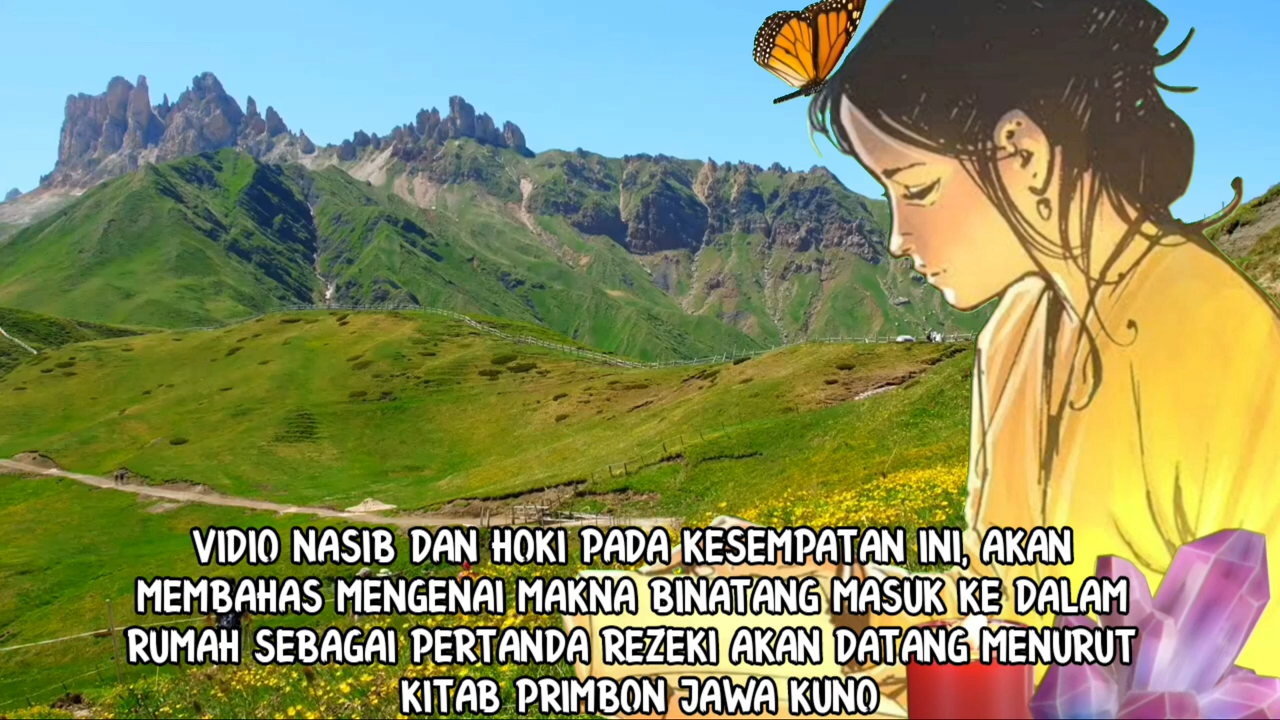 VIDIO NASIB DAN HOKI PADA KESEMPATAN INI, AKAN
MEMBAHAS MENGENAI MAKNA BINATANG MASUK KE DALAM
RUMAH SEBAGAI PERTANDA REZEKI AKAN DATANG MENURUT
KITAB PRIMBON JAWA KUNO